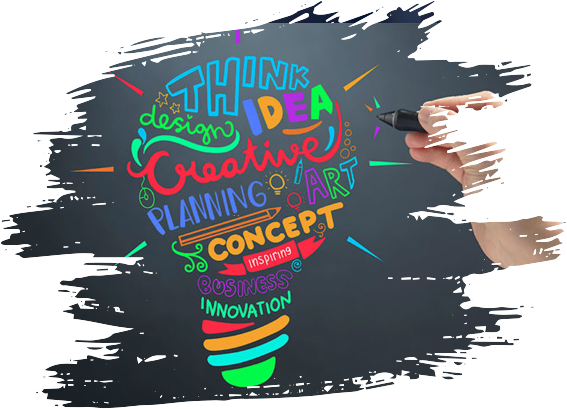 THINK
IDEA
design
Creative
ART
PLANNING
CONCEPT
inspiring
BUSINESS
INNOVATION